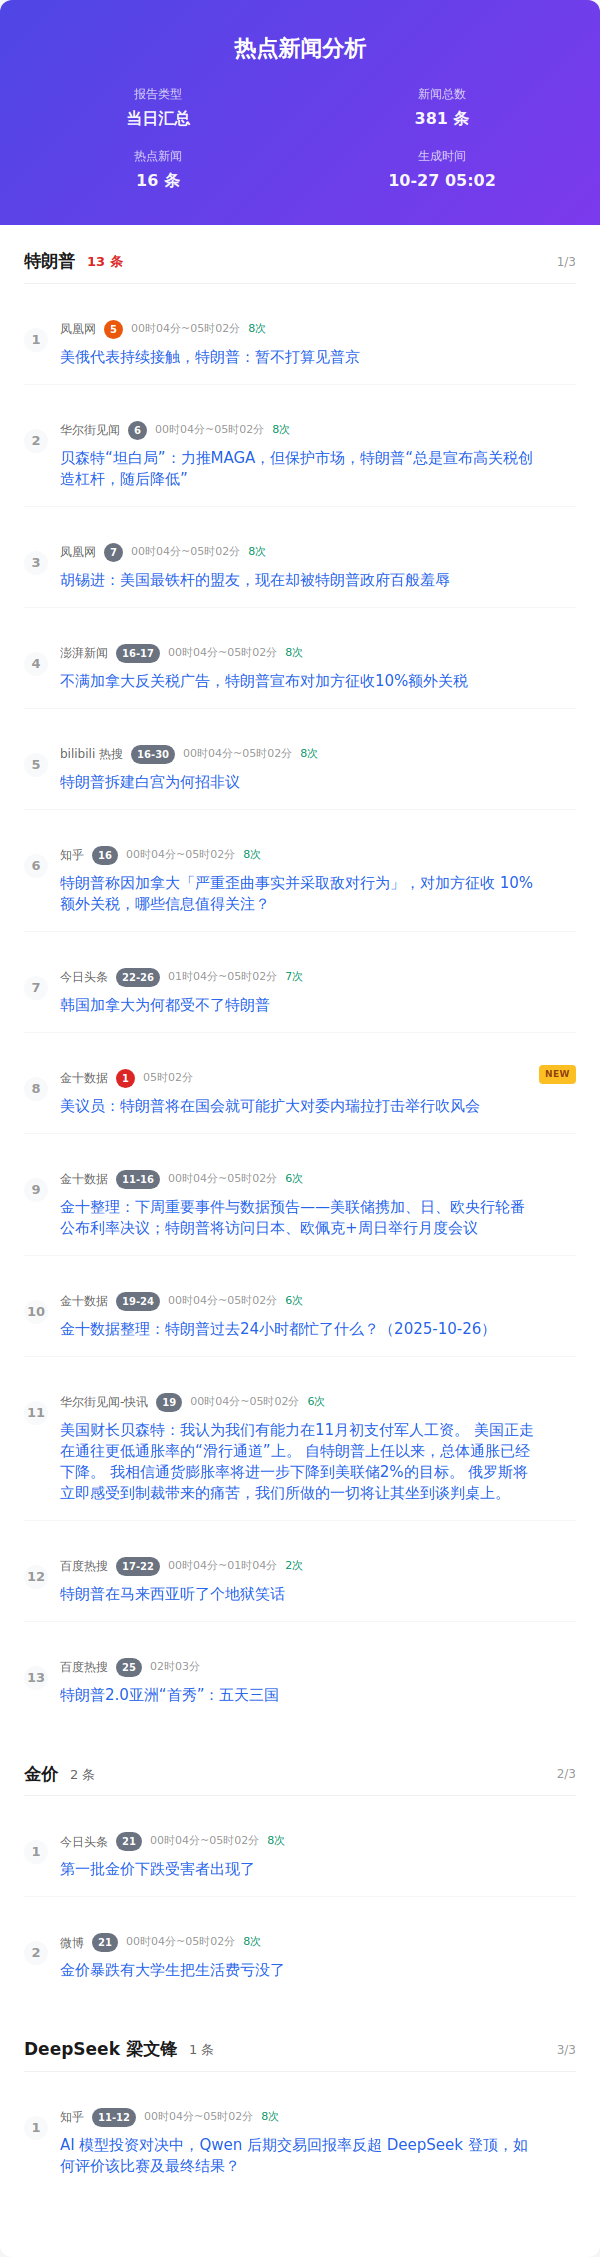 热点新闻分析
报告类型
新闻总数
当日汇总
381 条
热点新闻
生成时间
16 条
10-27 05:02
特朗普 13 条 1/3
1 凤凰网 5 00时04分~05时02分 8次
美俄代表持续接触，特朗普：暂不打算见普京
2 华尔街见闻 6 00时04分~05时02分 8次
贝森特“坦白局”：力推MAGA，但保护市场，特朗普“总是宣布高关税创
造杠杆，随后降低”
3 凤凰网 7 00时04分~05时02分 8次
胡锡进：美国最铁杆的盟友，现在却被特朗普政府百般羞辱
4 澎湃新闻 16-17 00时04分~05时02分 8次
不满加拿大反关税广告，特朗普宣布对加方征收10%额外关税
5 bilibili 热搜 16-30 00时04分~05时02分 8次
特朗普拆建白宫为何招非议
6 知乎 16 00时04分~05时02分 8次
特朗普称因加拿大「严重歪曲事实并采取敌对行为」，对加方征收 10%
额外关税，哪些信息值得关注？
7 今日头条 22-26 01时04分~05时02分 7次
韩国加拿大为何都受不了特朗普
8 金十数据 1 05时02分 NEW
美议员：特朗普将在国会就可能扩大对委内瑞拉打击举行吹风会
9 金十数据 11-16 00时04分~05时02分 6次
金十整理：下周重要事件与数据预告——美联储携加、日、欧央行轮番
公布利率决议；特朗普将访问日本、欧佩克+周日举行月度会议
10 金十数据 19-24 00时04分~05时02分 6次
金十数据整理：特朗普过去24小时都忙了什么？（2025-10-26）
11 华尔街见闻-快讯 19 00时04分~05时02分 6次
美国财长贝森特：我认为我们有能力在11月初支付军人工资。 美国正走
在通往更低通胀率的“滑行通道”上。 自特朗普上任以来，总体通胀已经
下降。 我相信通货膨胀率将进一步下降到美联储2%的目标。 俄罗斯将
立即感受到制裁带来的痛苦，我们所做的一切将让其坐到谈判桌上。
12 百度热搜 17-22 00时04分~01时04分 2次
特朗普在马来西亚听了个地狱笑话
13 百度热搜 25 02时03分
特朗普2.0亚洲“首秀”：五天三国
金价 2 条 2/3
1 今日头条 21 00时04分~05时02分 8次
第一批金价下跌受害者出现了
2 微博 21 00时04分~05时02分 8次
金价暴跌有大学生把生活费亏没了
DeepSeek 梁文锋 1 条 3/3
1 知乎 11-12 00时04分~05时02分 8次
AI 模型投资对决中，Qwen 后期交易回报率反超 DeepSeek 登顶，如
何评价该比赛及最终结果？